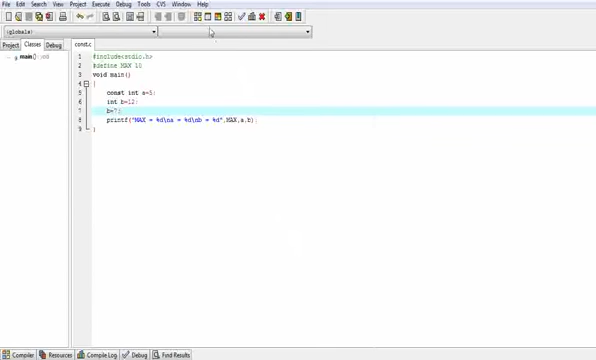 File Edit Search View Project Execute Debug Tools CVS Window Help
(globals)
Project Classes Debug
const.c
main() : void
1 #include<stdio.h>
2 #define MAX 10
3 void main()
4 {
5 const int a=5;
6 int b=12;
7 b=7;
8 printf("MAX = %d\na = %d\nb = %d",MAX,a,b);
9 }
Compiler Resources Compile Log Debug Find Results